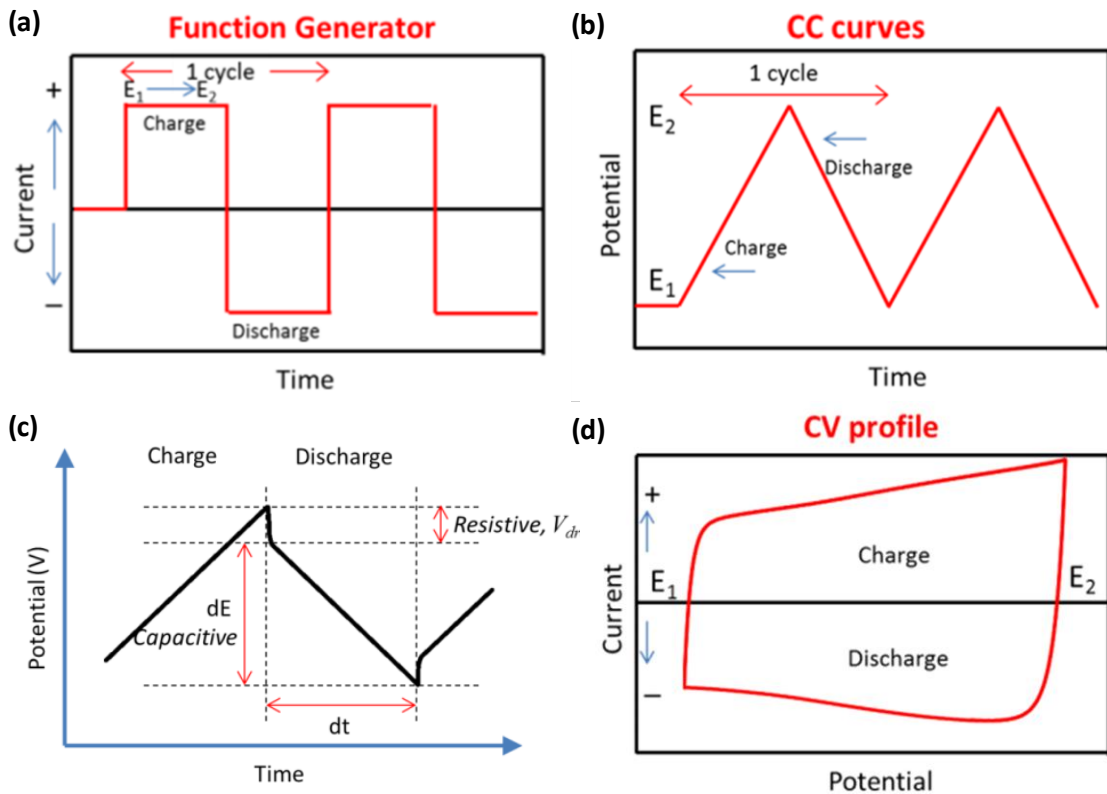 (a)
Function Generator
1 cycle
E₁
E₂
+
Charge
Current
−
Discharge
Time
(b)
CC curves
1 cycle
E₂
Potential
Discharge
Charge
E₁
Time
(c)
Charge
Discharge
Resistive, V_dr
Potential (V)
dE
Capacitive
dt
Time
(d)
CV profile
+
Charge
E₁
E₂
Current
Discharge
−
Potential